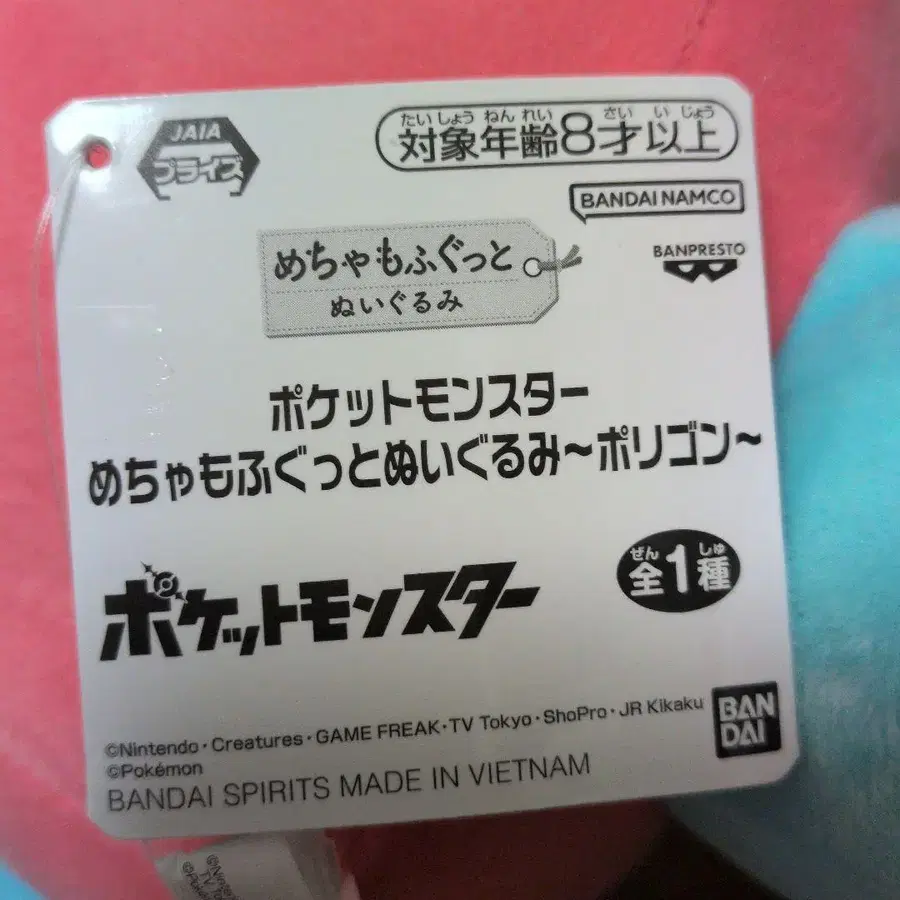 JAIA
プライズ
たいしょうねんれい さい いじょう
対象年齢8才以上
BANDAI NAMCO
BANPRESTO
めちゃもふぐっと
ぬいぐるみ
ポケットモンスター
めちゃもふぐっとぬいぐるみ~ポリゴン~
ポケットモンスター
ぜん しゅ
全1種
©Nintendo・Creatures・GAME FREAK・TV Tokyo・ShoPro・JR Kikaku
©Pokémon
BANDAI SPIRITS MADE IN VIETNAM
BAN
DAI